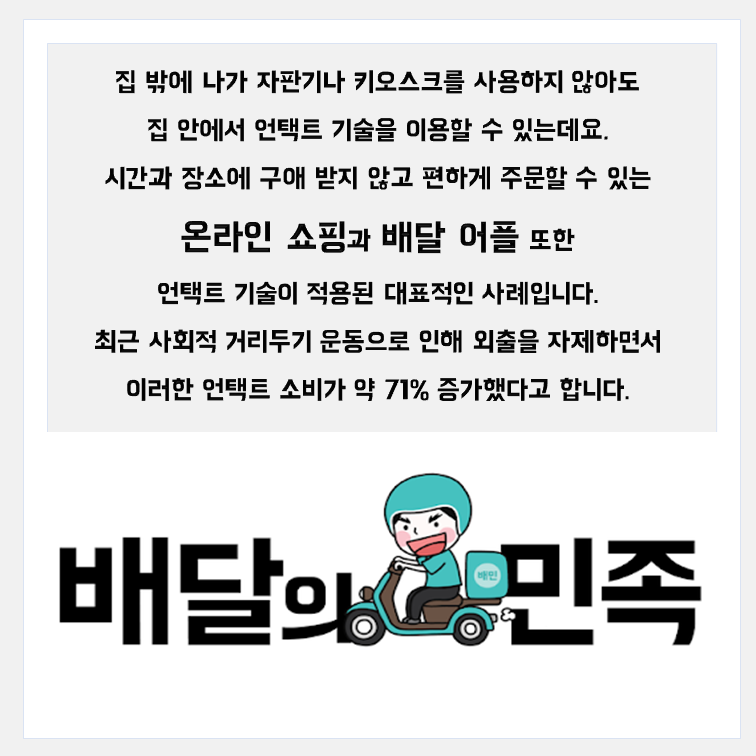 집 밖에 나가 자판기나 키오스크를 사용하지 않아도
집 안에서 언택트 기술을 이용할 수 있는데요.
시간과 장소에 구애 받지 않고 편하게 주문할 수 있는
온라인 쇼핑과 배달 어플 또한
언택트 기술이 적용된 대표적인 사례입니다.
최근 사회적 거리두기 운동으로 인해 외출을 자제하면서
이러한 언택트 소비가 약 71% 증가했다고 합니다.
배달의민족
배민